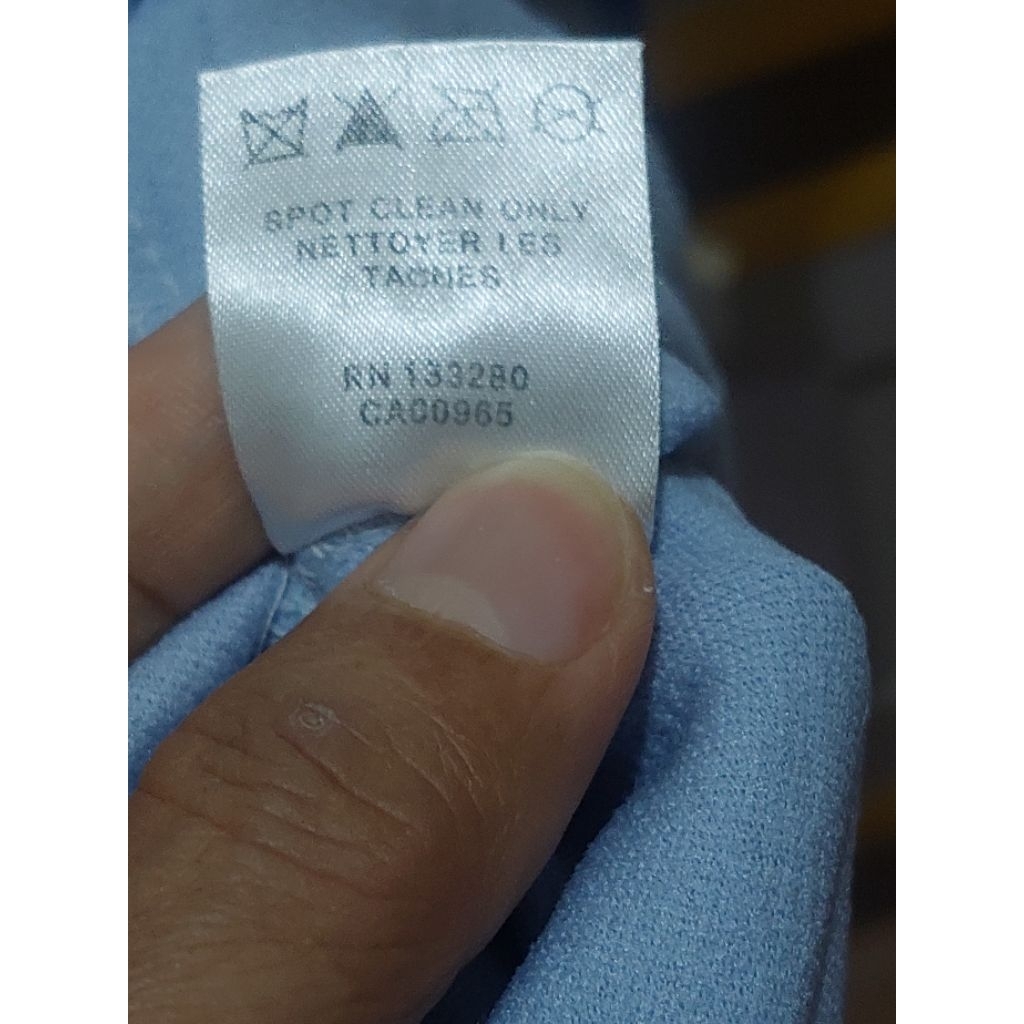 SPOT CLEAN ONLY
NETTOYER LES
TACHES
RN 133280
CA00965